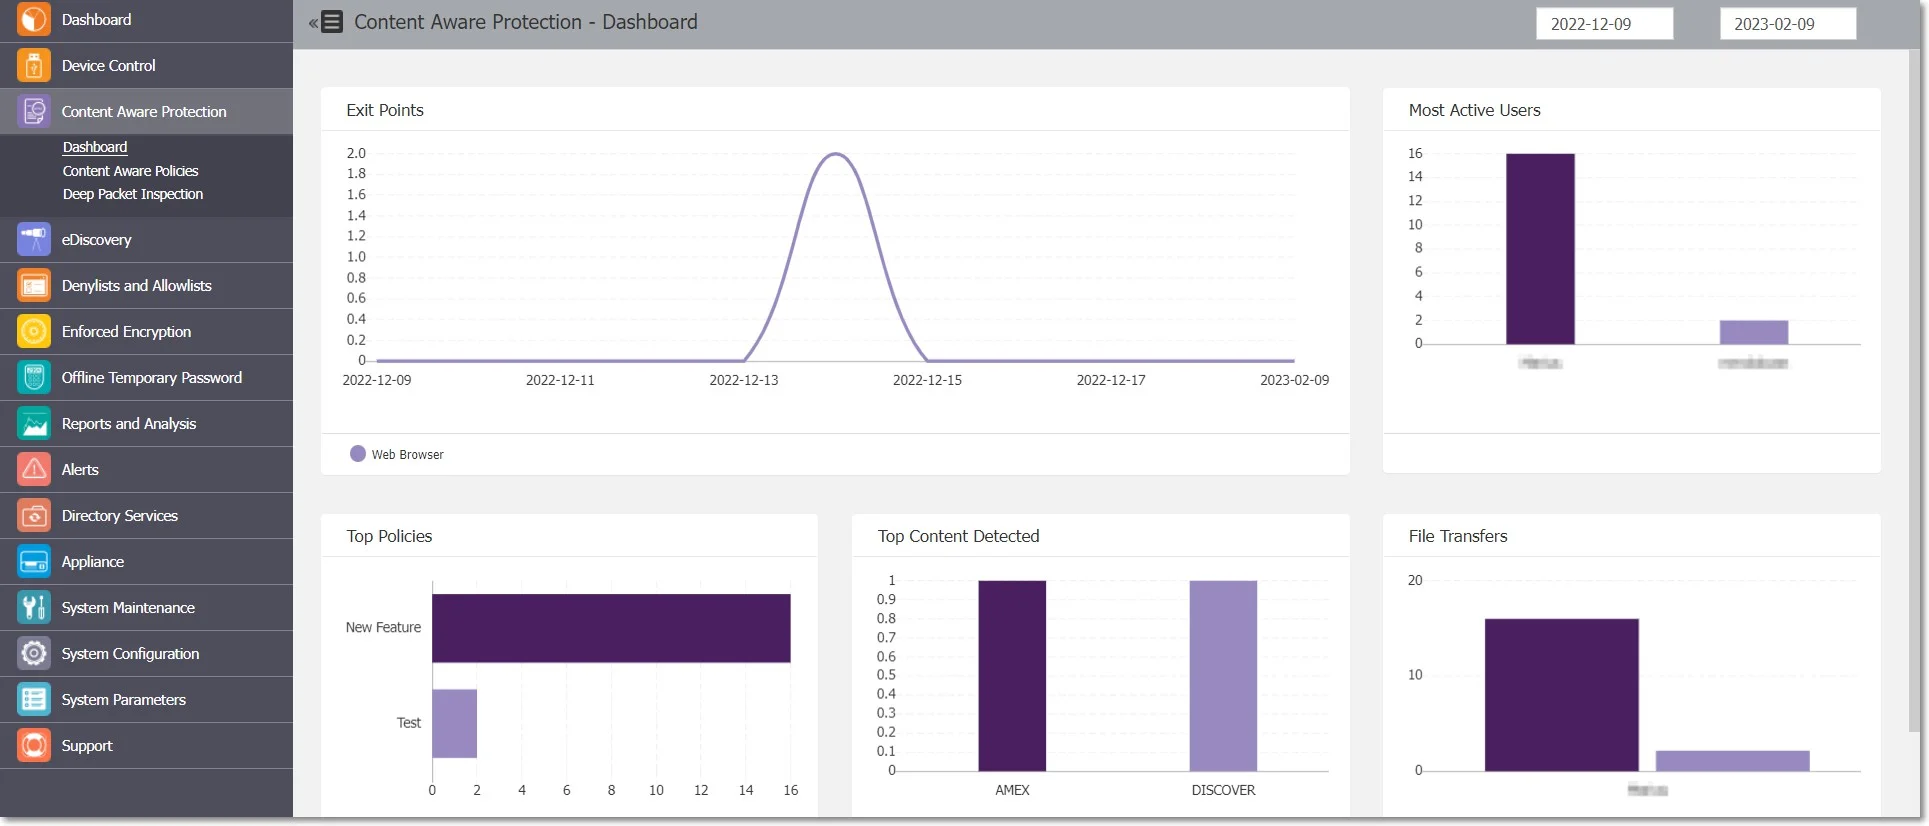 Dashboard
Device Control
Content Aware Protection
Dashboard
Content Aware Policies
Deep Packet Inspection
eDiscovery
Denylists and Allowlists
Enforced Encryption
Offline Temporary Password
Reports and Analysis
Alerts
Directory Services
Appliance
System Maintenance
System Configuration
System Parameters
Support
« Content Aware Protection - Dashboard
2022-12-09
2023-02-09
Exit Points
2.0
1.8
1.6
1.4
1.2
1.0
0.8
0.6
0.4
0.2
0
2022-12-09 2022-12-11 2022-12-13 2022-12-15 2022-12-17 2023-02-09
Web Browser
Most Active Users
16
14
12
10
8
6
4
2
0
Top Policies
New Feature
Test
0 2 4 6 8 10 12 14 16
Top Content Detected
1
0.9
0.8
0.7
0.6
0.5
0.4
0.3
0.2
0.1
0
AMEX DISCOVER
File Transfers
20
10
0